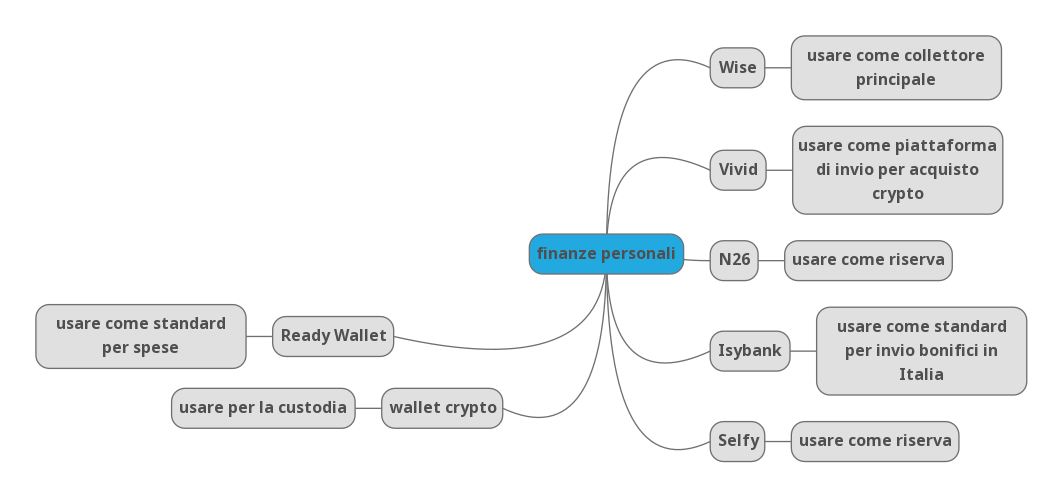 Wise
usare come collettore
principale
Vivid
usare come piattaforma
di invio per acquisto
crypto
finanze personali
N26
usare come riserva
usare come standard
per spese
Ready Wallet
Isybank
usare come standard
per invio bonifici in
Italia
usare per la custodia
wallet crypto
Selfy
usare come riserva